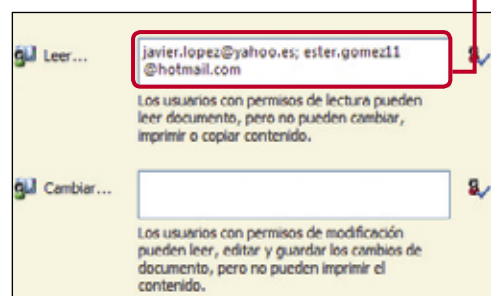 Leer...
javier.lopez@yahoo.es; ester.gomez11
@hotmail.com
Los usuarios con permisos de lectura pueden
leer documento, pero no pueden cambiar,
imprimir o copiar contenido.
Cambiar...
Los usuarios con permisos de modificación
pueden leer, editar y guardar los cambios de
documento, pero no pueden imprimir el
contenido.